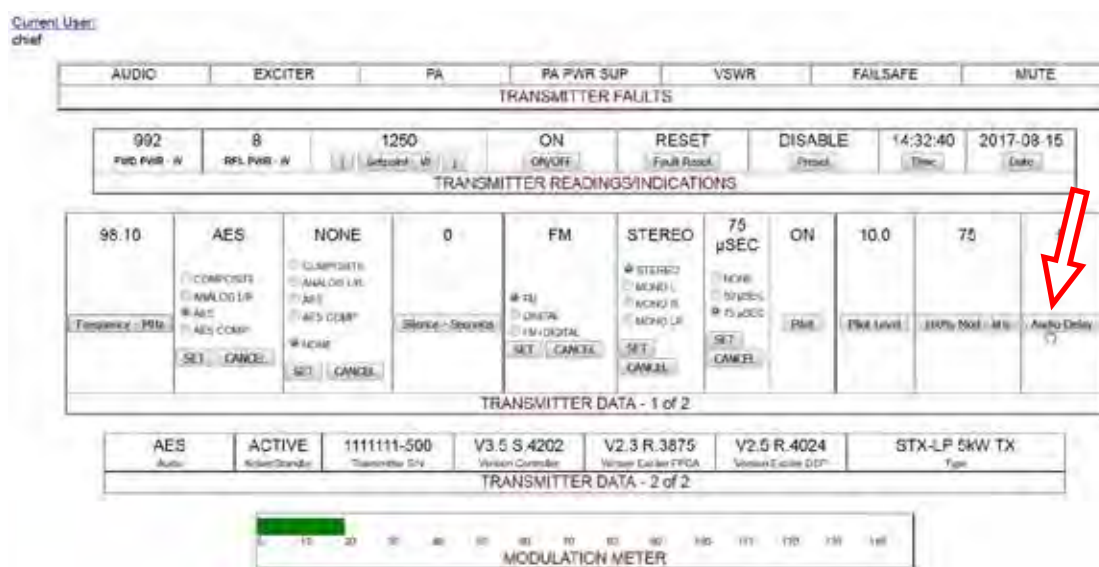 Current User:
chief
AUDIO EXCITER PA PA PWR SUP VSWR FAILSAFE MUTE
TRANSMITTER FAULTS
992 8 1250 ON RESET DISABLE 14:32:40 2017-08-15
FWD PWR - W RFL PWR - W Setpoint - W ON/OFF Fault Reset Preset Time Date
TRANSMITTER READINGS/INDICATIONS
98.10 AES NONE 0 FM STEREO 75 µSEC ON 10.0 75
COMPOSITE
ANALOG L/R
AES
AES COMP
SET CANCEL
COMPOSITE
ANALOG L/R
AES
AES COMP
NONE
SET CANCEL
FM
DIGITAL
FM+DIGITAL
SET CANCEL
STEREO
MONO L
MONO R
MONO LR
SET
CANCEL
NONE
50 µSEC
75 µSEC
SET
CANCEL
Frequency - MHz Silence - Seconds Pilot Pilot Level 100% Mod - kHz Audio Delay
TRANSMITTER DATA - 1 of 2
AES ACTIVE 1111111-500 V3.5 S.4202 V2.3 R.3875 V2.5 R.4024 STX-LP 5kW TX
Audio Active/Standby Transmitter S/N Version Controller Version Exciter FPGA Version Exciter DSP Type
TRANSMITTER DATA - 2 of 2
0 10 20 30 40 50 60 70 80 90 100 110 120 130 140
MODULATION METER